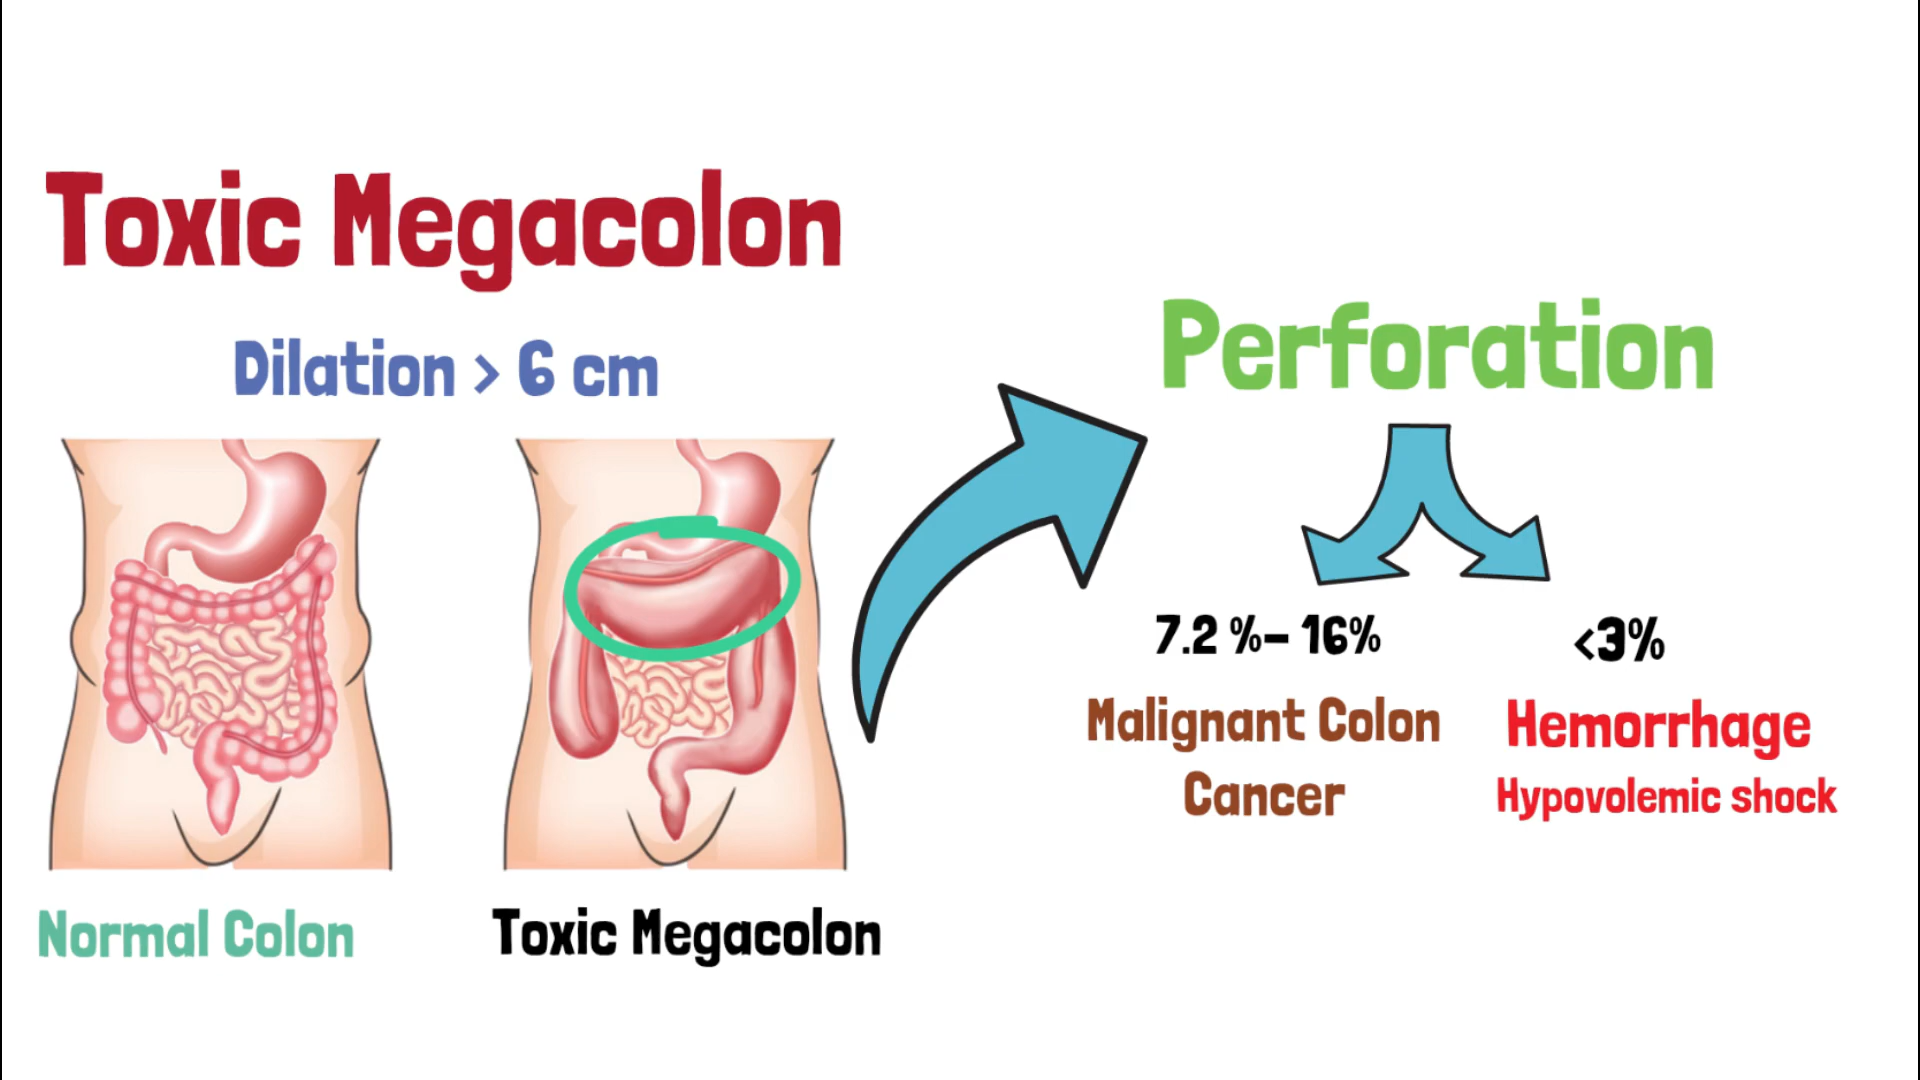 Toxic Megacolon
Dilation > 6 cm
Normal Colon
Toxic Megacolon
Perforation
7.2 %– 16%
Malignant Colon
Cancer
<3%
Hemorrhage
Hypovolemic shock